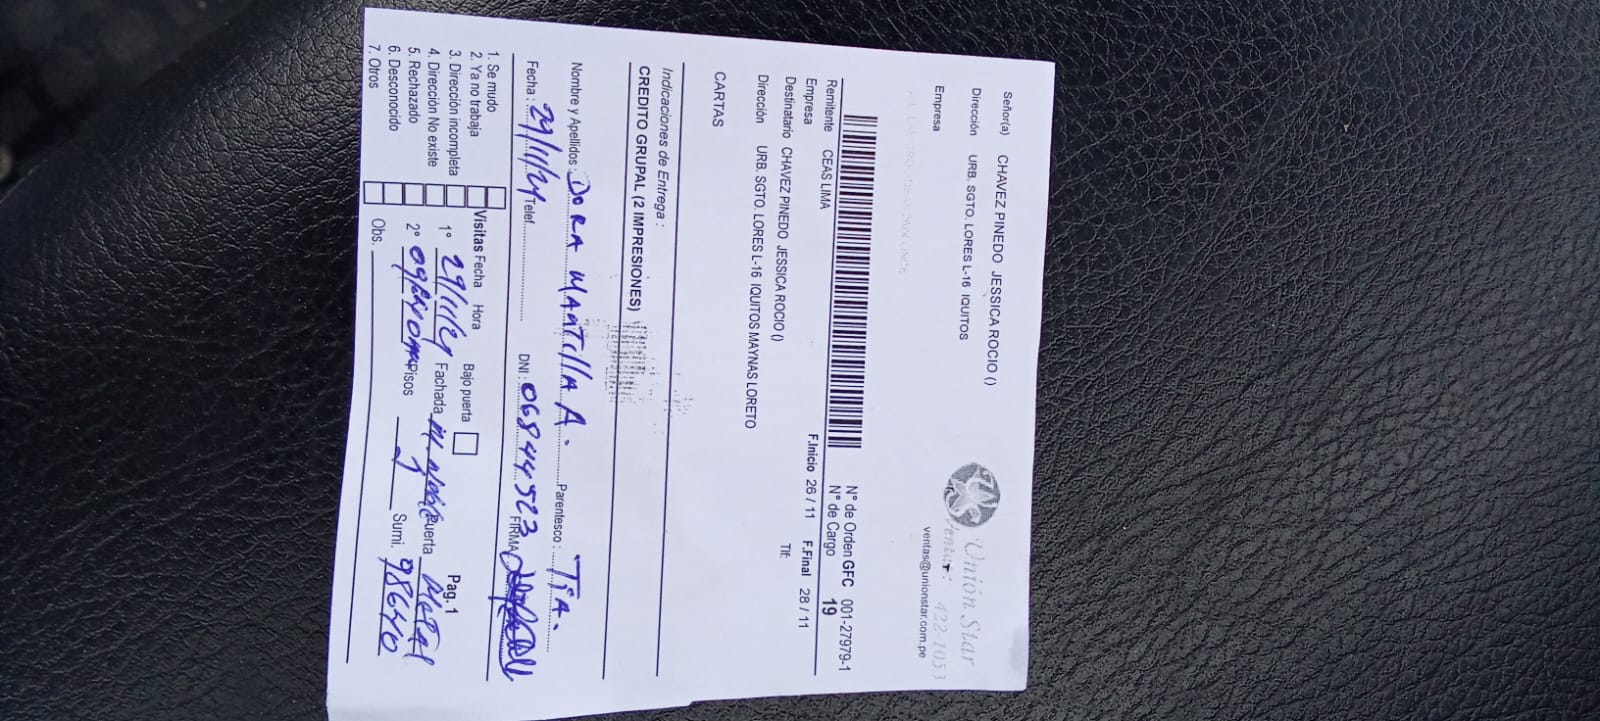 Señor(a) CHAVEZ PINEDO JESSICA ROCIO ()
Dirección URB. SGTO. LORES L-16 IQUITOS
Empresa
Unión Star
422-1053
ventas@unionstar.com.pe
N° de Orden GFC 001-27979-1
N° de Cargo 19
Remitente CEAS LIMA
Empresa F.Inicio 26 / 11 F.Final 28 / 11
Destinatario CHAVEZ PINEDO JESSICA ROCIO () Tlf:
Dirección URB. SGTO. LORES L-16 IQUITOS MAYNAS LORETO
CARTAS
Indicaciones de Entrega :
CREDITO GRUPAL (2 IMPRESIONES)
Nombre y Apellidos : DORA MANTILLA A. Parentesco : TIA.
Fecha : 29/11/24 Telef. DNI : 06844523 FIRMA
1. Se mudo
2. Ya no trabaja
3. Dirección incompleta
4. Dirección No existe
5. Rechazado
6. Desconocido
7. Otros
Visitas Fecha Hora Bajo puerta Pag. 1
1° 29/11/24 Fachada Puerta Metal
2° Pisos 1 Sumi. 98640
Obs.